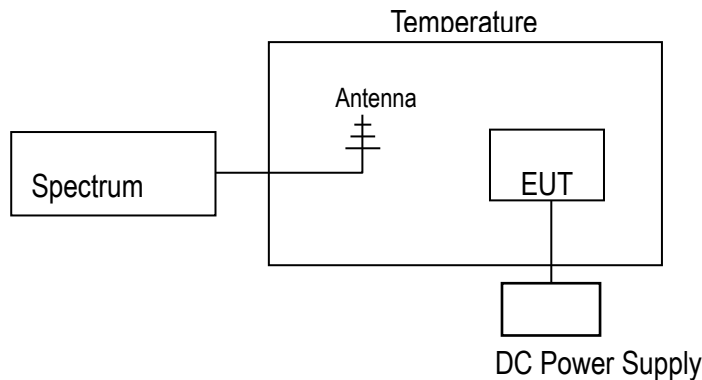 Temperature
Antenna
Spectrum
EUT
DC Power Supply